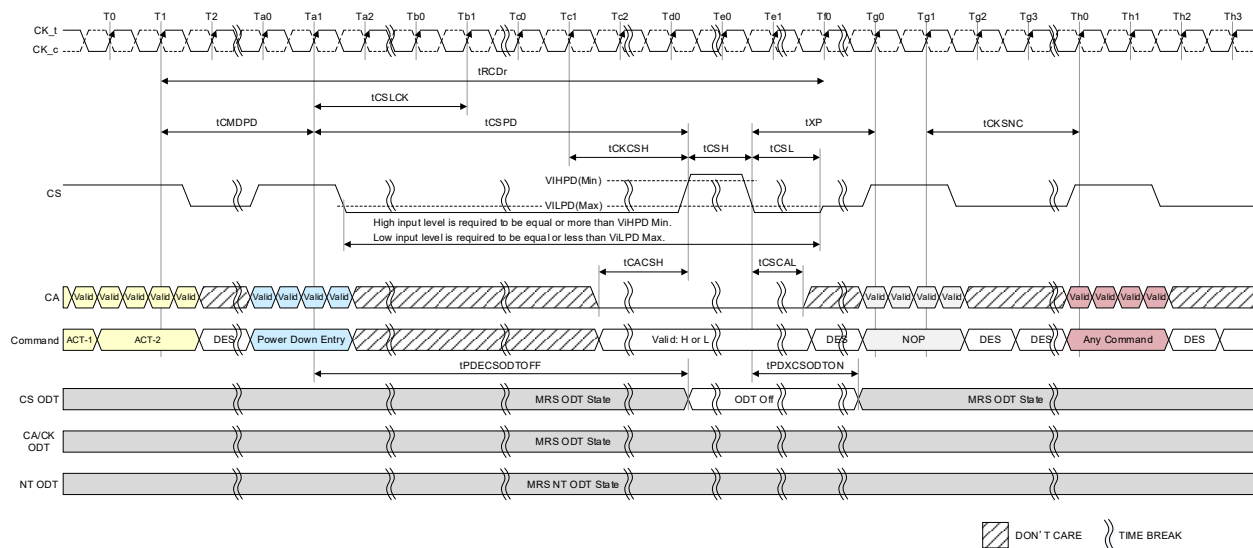 T0 T1 T2 Ta0 Ta1 Ta2 Tb0 Tb1 Tc0 Tc1 Tc2 Td0 Te0 Te1 Tf0 Tg0 Tg1 Tg2 Tg3 Th0 Th1 Th2 Th3
CK_t
CK_c
tRCDr
tCSLCK
tCMDPD tCSPD tXP tCKSNC
tCKCSH tCSH tCSL
VIHPD(Min)
CS
VILPD(Max)
High input level is required to be equal or more than ViHPD Min.
Low input level is required to be equal or less than ViLPD Max.
tCACSH tCSCAL
CA Valid Valid Valid Valid Valid Valid Valid Valid Valid Valid Valid Valid Valid Valid Valid Valid Valid
Command ACT-1 ACT-2 DES Power Down Entry Valid: H or L DES NOP DES DES Any Command DES
tPDECSODTOFF tPDXCSODTON
CS ODT MRS ODT State ODT Off MRS ODT State
CA/CK
ODT MRS ODT State
NT ODT MRS NT ODT State
DON'T CARE TIME BREAK